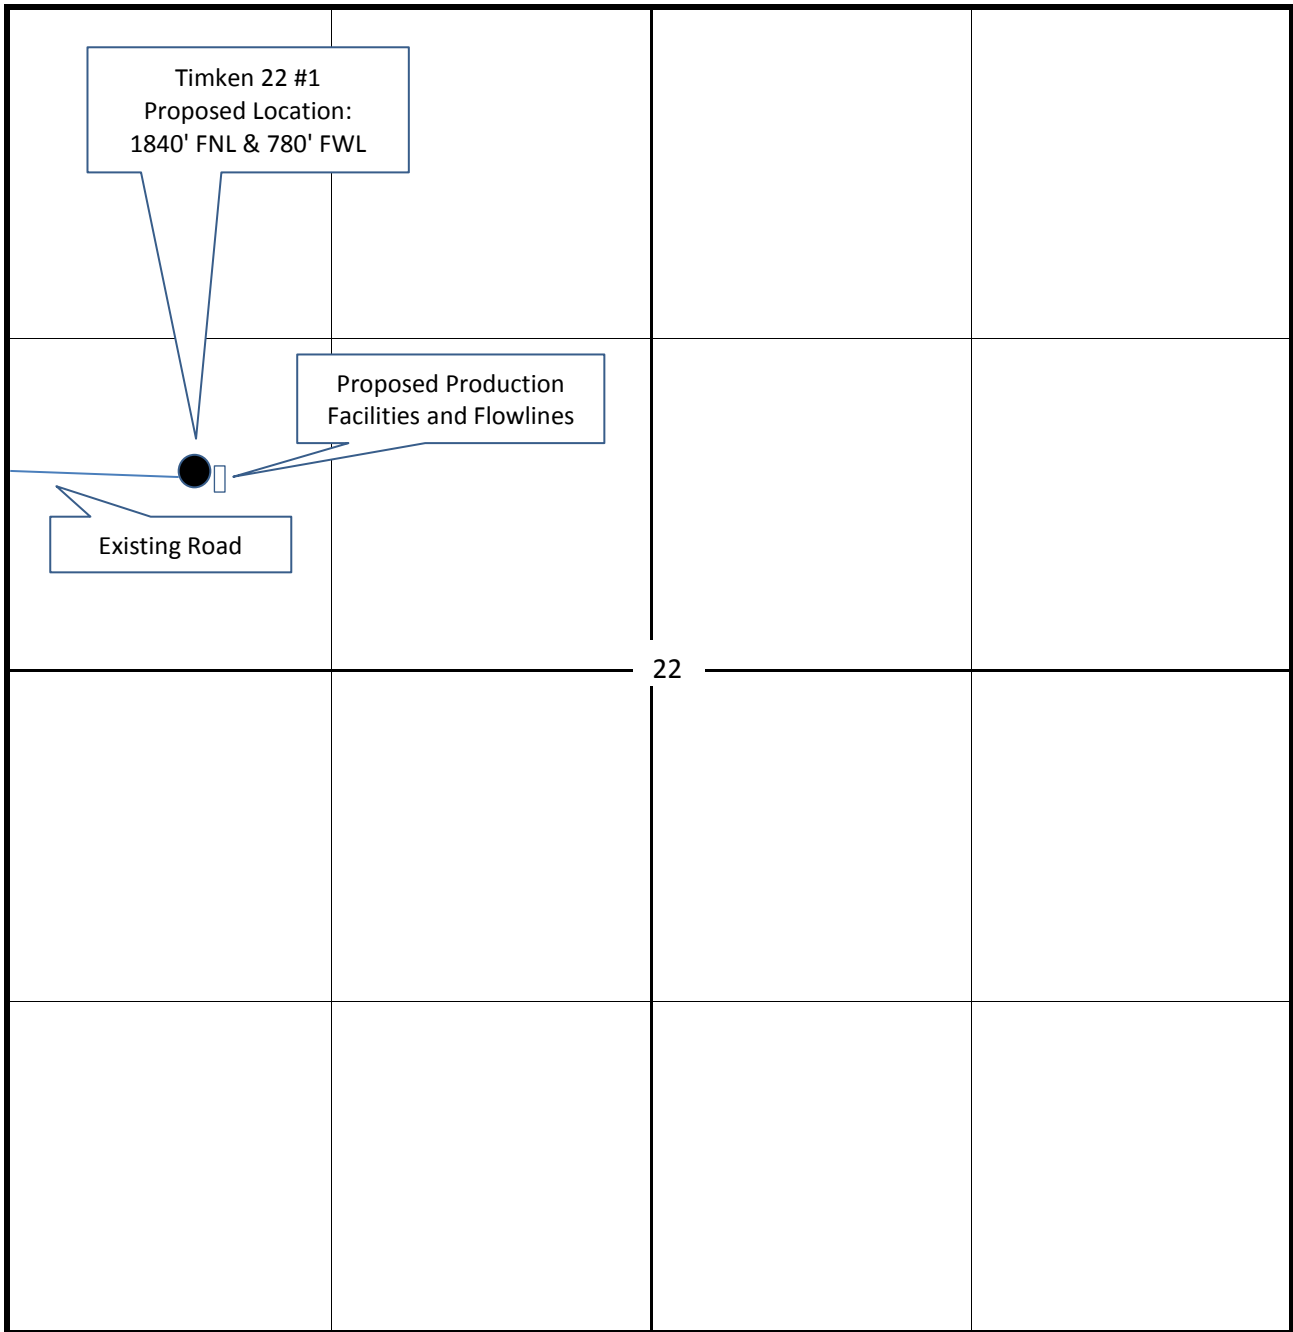 Timken 22 #1
Proposed Location:
1840' FNL & 780' FWL
Proposed Production
Facilities and Flowlines
Existing Road
22